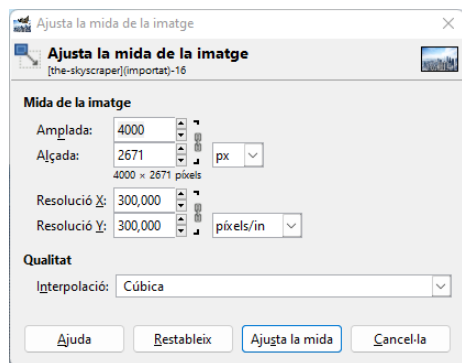 Ajusta la mida de la imatge
Ajusta la mida de la imatge
[the-skyscraper](importat)-16
Mida de la imatge
Amplada: 4000
Alçada: 2671 px
4000 × 2671 píxels
Resolució X: 300,000
Resolució Y: 300,000 píxels/in
Qualitat
Interpolació: Cúbica
Ajuda Restableix Ajusta la mida Cancel·la